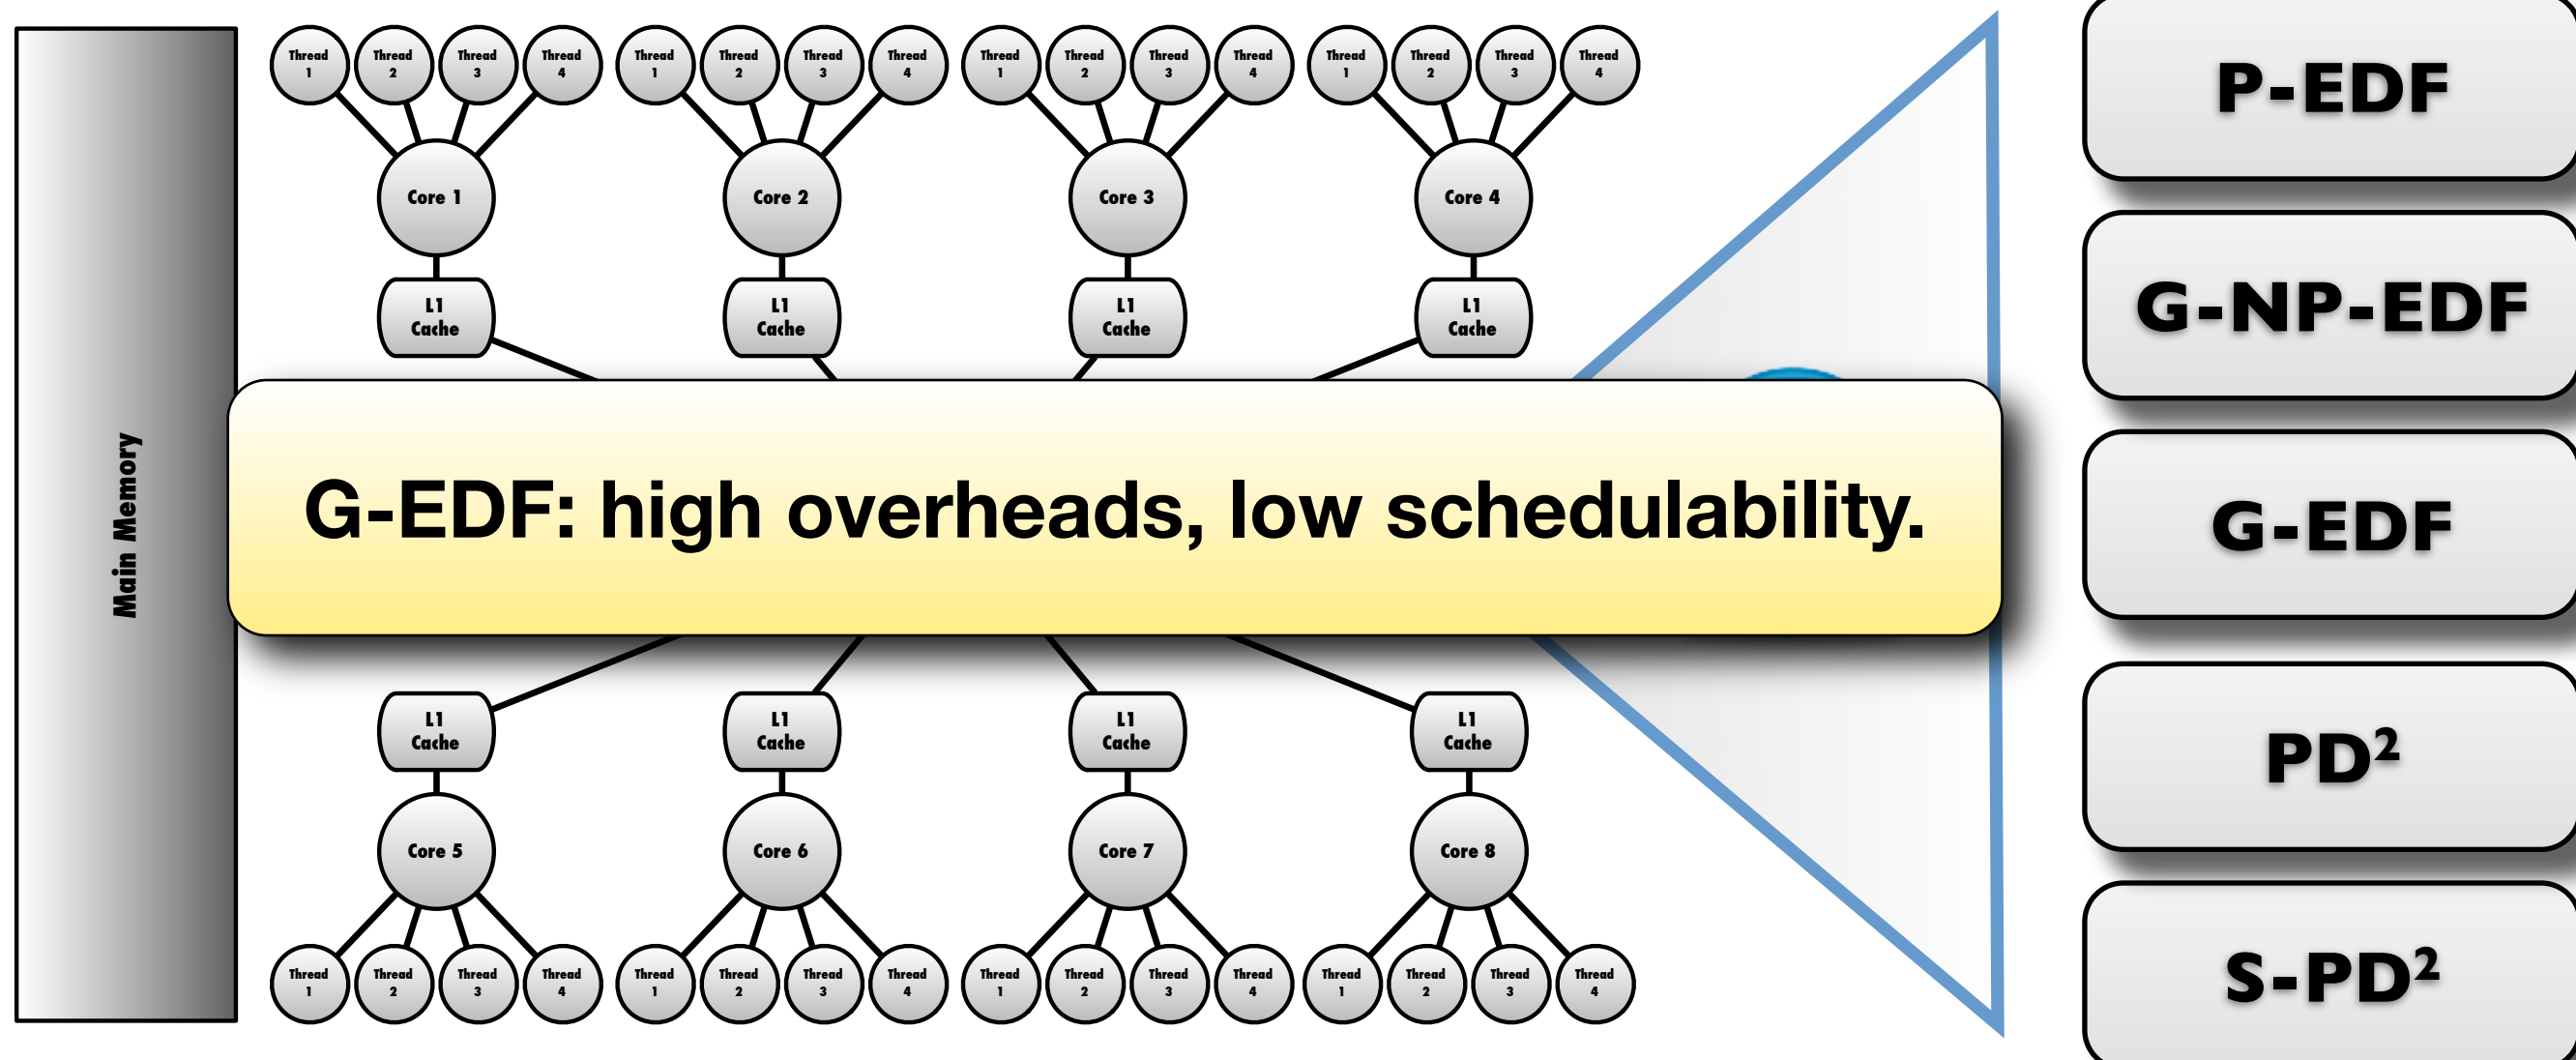 Main Memory
Thread
1
Thread
2
Thread
3
Thread
4
Thread
1
Thread
2
Thread
3
Thread
4
Thread
1
Thread
2
Thread
3
Thread
4
Thread
1
Thread
2
Thread
3
Thread
4
Core 1
Core 2
Core 3
Core 4
L1
Cache
L1
Cache
L1
Cache
L1
Cache
G-EDF: high overheads, low schedulability.
L1
Cache
L1
Cache
L1
Cache
L1
Cache
Core 5
Core 6
Core 7
Core 8
Thread
1
Thread
2
Thread
3
Thread
4
Thread
1
Thread
2
Thread
3
Thread
4
Thread
1
Thread
2
Thread
3
Thread
4
Thread
1
Thread
2
Thread
3
Thread
4
P-EDF
G-NP-EDF
G-EDF
PD²
S-PD²